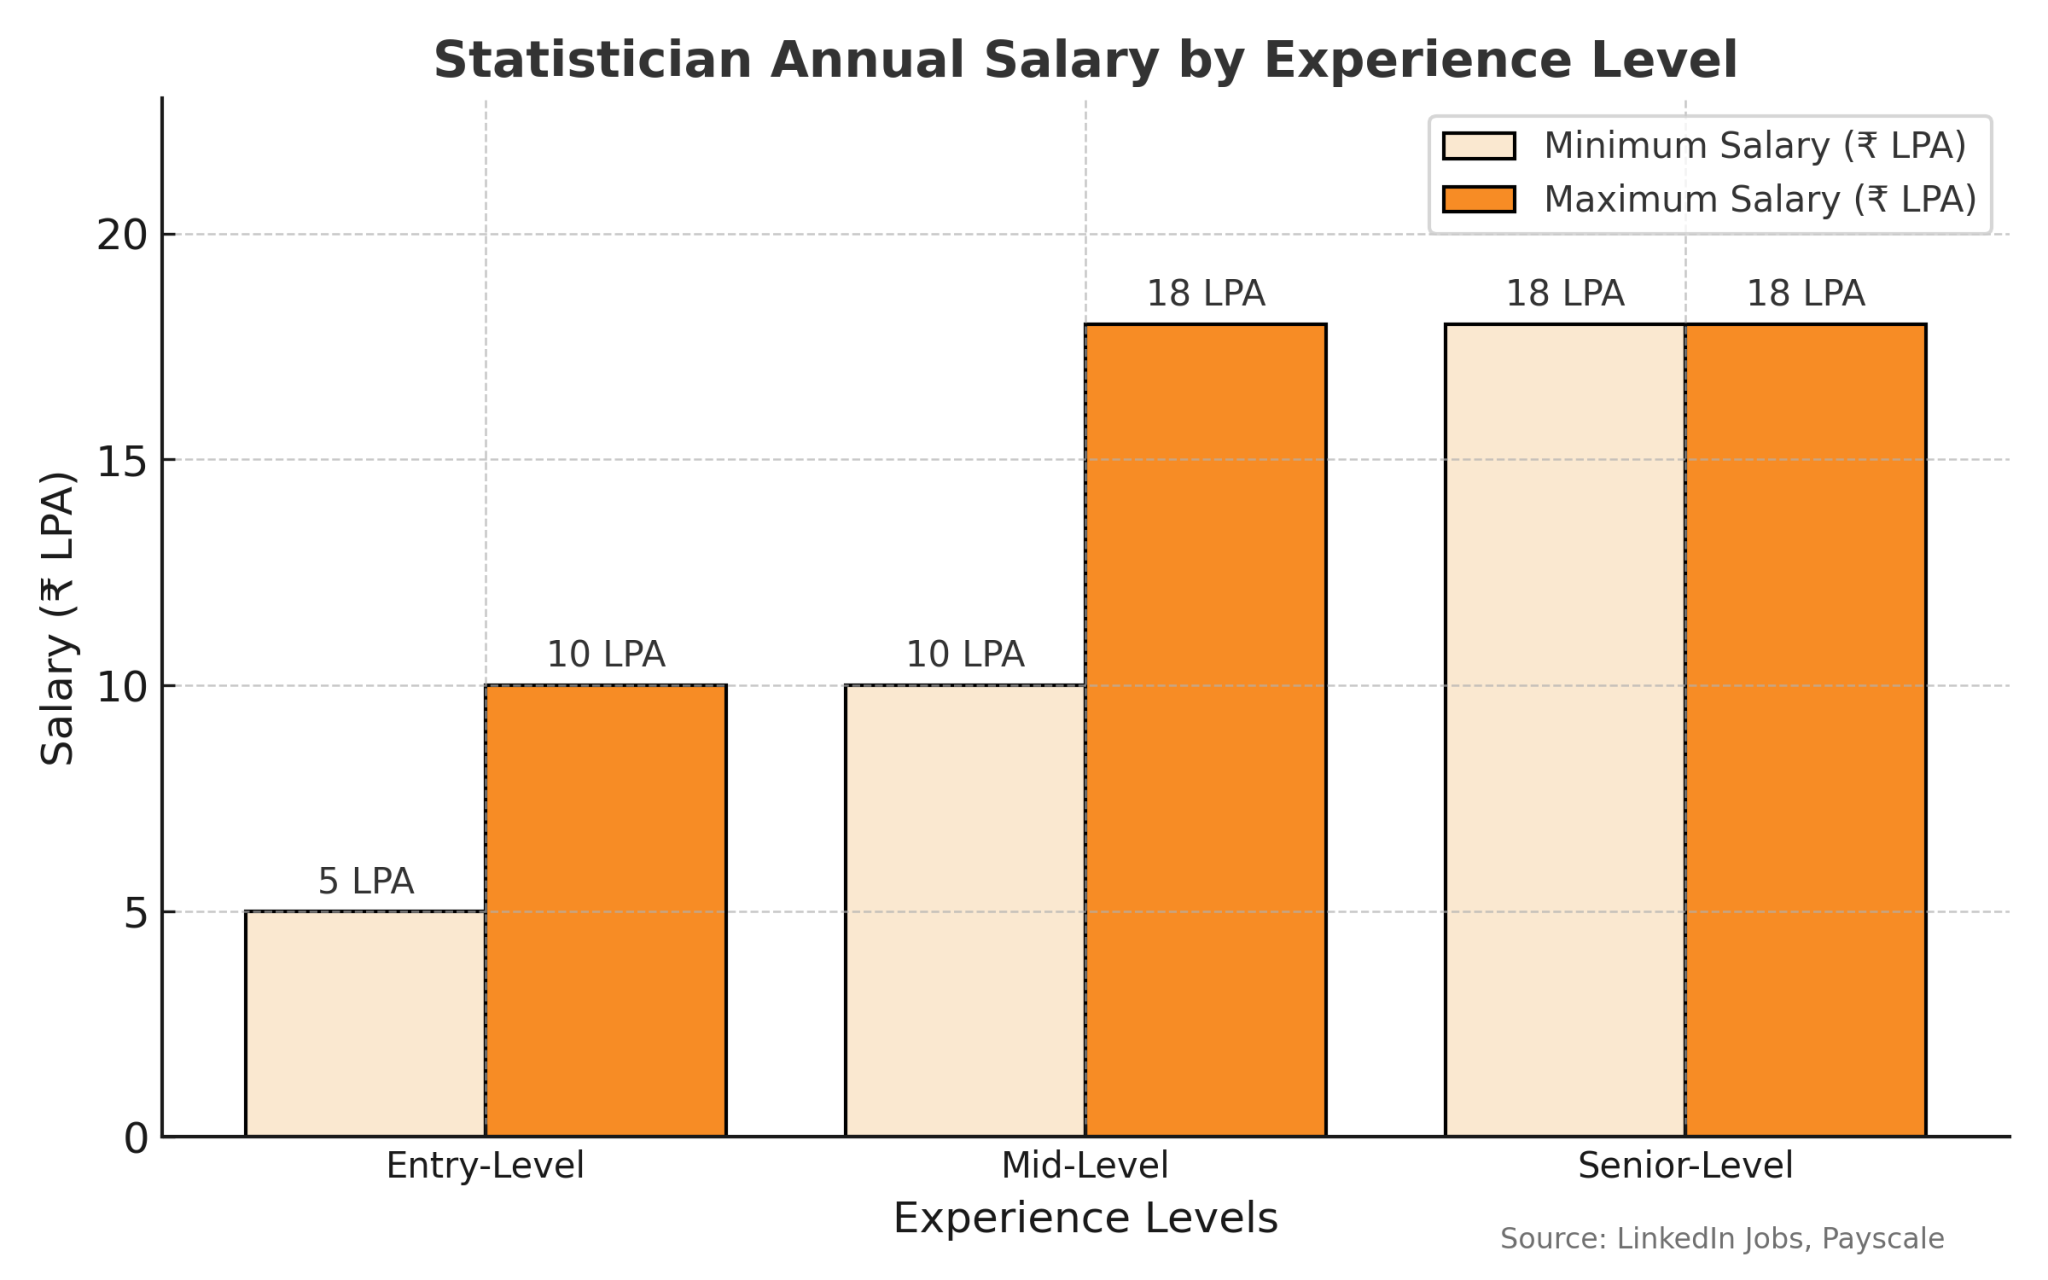 Statistician Annual Salary by Experience Level
Minimum Salary (₹ LPA)
Maximum Salary (₹ LPA)
Salary (₹ LPA)
20
15
10
5
0
5 LPA
10 LPA
10 LPA
18 LPA
18 LPA
18 LPA
Entry-Level
Mid-Level
Senior-Level
Experience Levels
Source: LinkedIn Jobs, Payscale